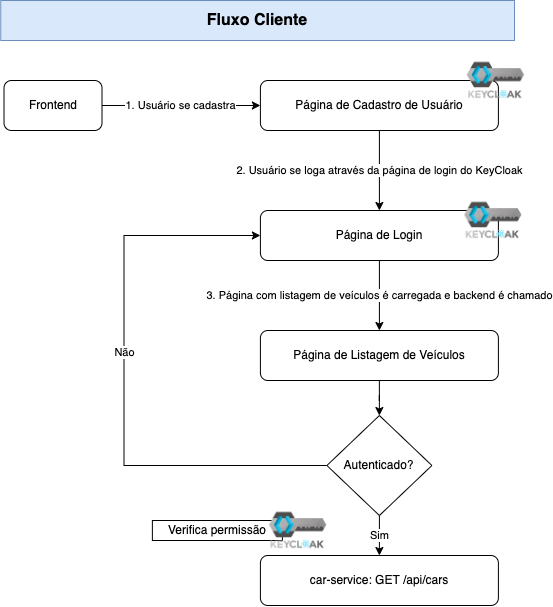 Fluxo Cliente
KEYCLOAK
Frontend
1. Usuário se cadastra
Página de Cadastro de Usuário
2. Usuário se loga através da página de login do KeyCloak
KEYCLOAK
Página de Login
3. Página com listagem de veículos é carregada e backend é chamado
Não
Página de Listagem de Veículos
Autenticado?
Verifica permissão
KEYCLOAK
Sim
car-service: GET /api/cars